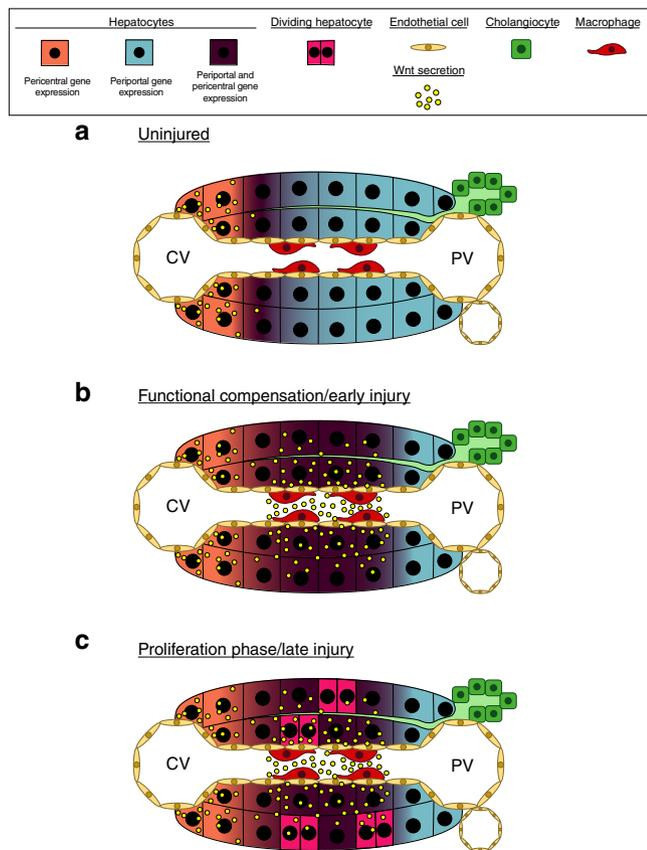 Hepatocytes
Dividing hepatocyte
Endothelial cell
Cholangiocyte
Macrophage
Pericentral gene
expression
Periportal gene
expression
Periportal and
pericentral gene
expression
Wnt secretion
a Uninjured
CV
PV
b Functional compensation/early injury
CV
PV
c Proliferation phase/late injury
CV
PV